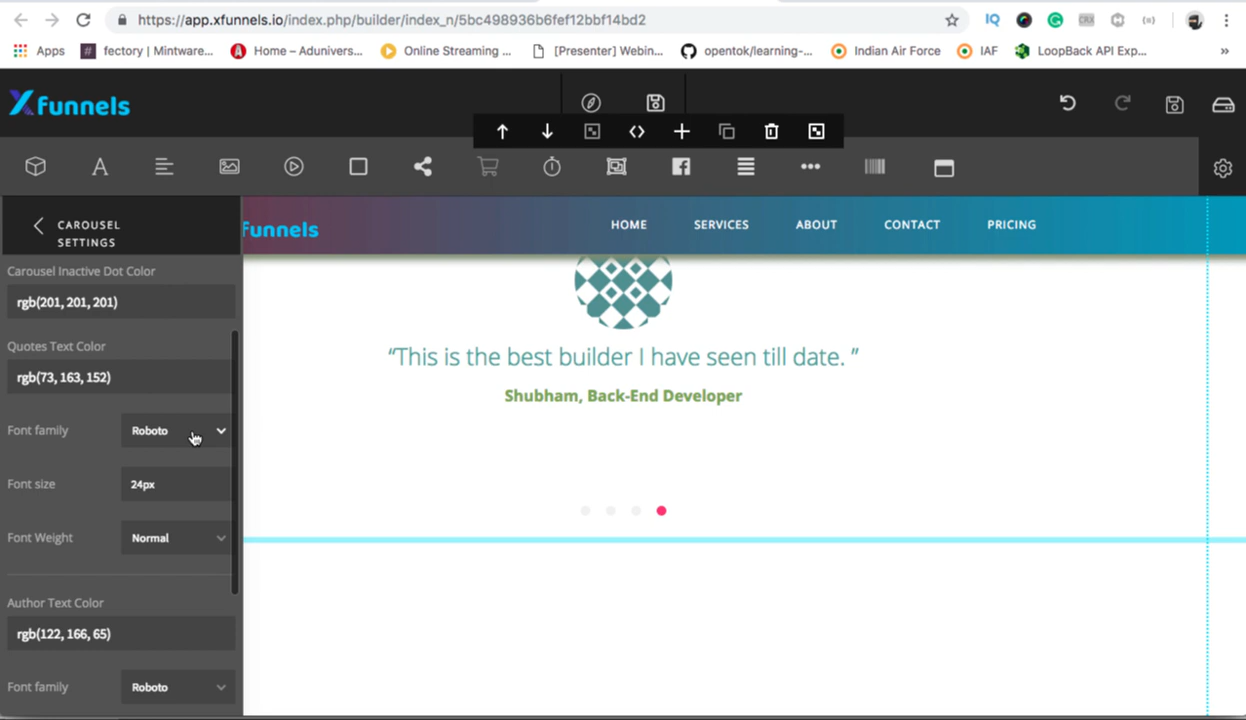 https://app.xfunnels.io/index.php/builder/index_n/5bc498936b6fef12bbf14bd2
IQ
CRX
Apps
fectory | Mintware...
Home – Adunivers...
Online Streaming ...
[Presenter] Webin...
opentok/learning-...
Indian Air Force
IAF
LoopBack API Exp...
»
Xfunnels
CAROUSEL
SETTINGS
funnels
HOME
SERVICES
ABOUT
CONTACT
PRICING
Carousel Inactive Dot Color
rgb(201, 201, 201)
Quotes Text Color
rgb(73, 163, 152)
“This is the best builder I have seen till date. ”
Shubham, Back-End Developer
Font family
Roboto
Font size
24px
Font Weight
Normal
Author Text Color
rgb(122, 166, 65)
Font family
Roboto